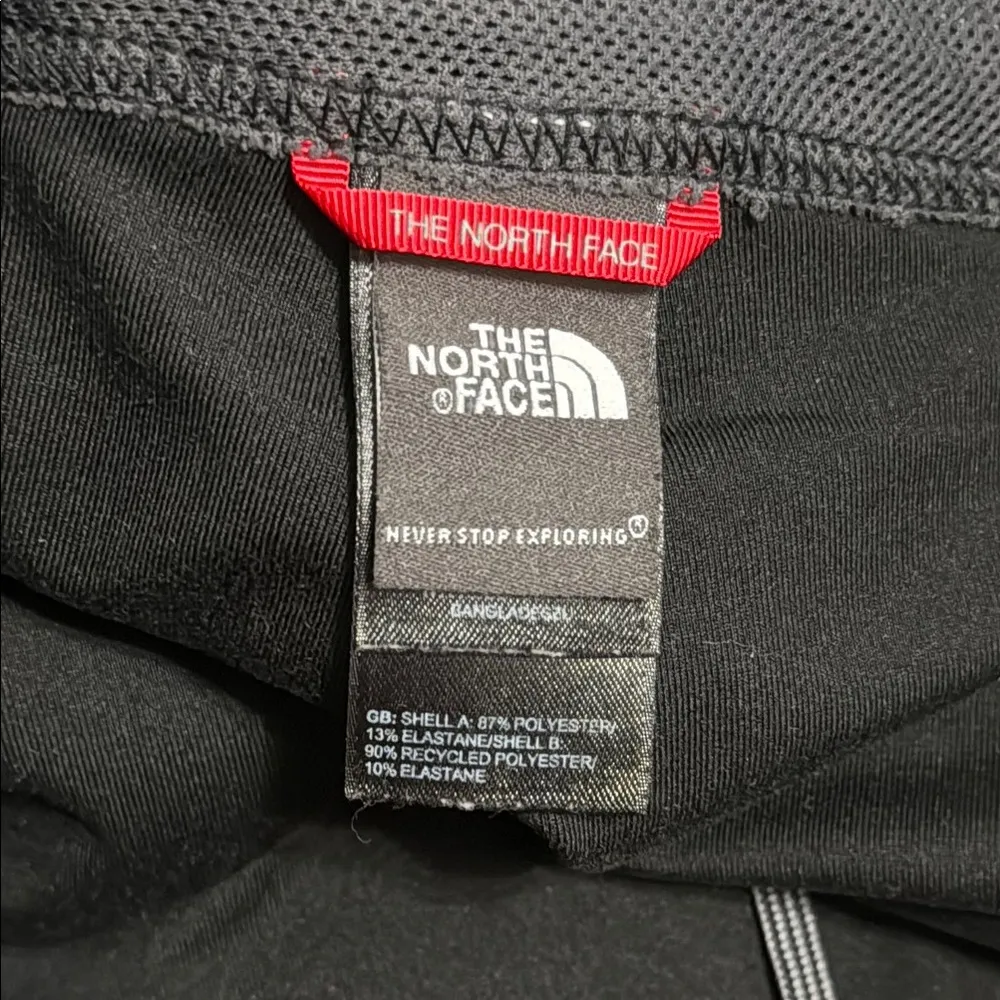 THE NORTH FACE
THE
NORTH
®FACE
NEVER STOP EXPLORING®
GB: SHELL A: 87% POLYESTER/
13% ELASTANE/SHELL B:
90% RECYCLED POLYESTER/
10% ELASTANE